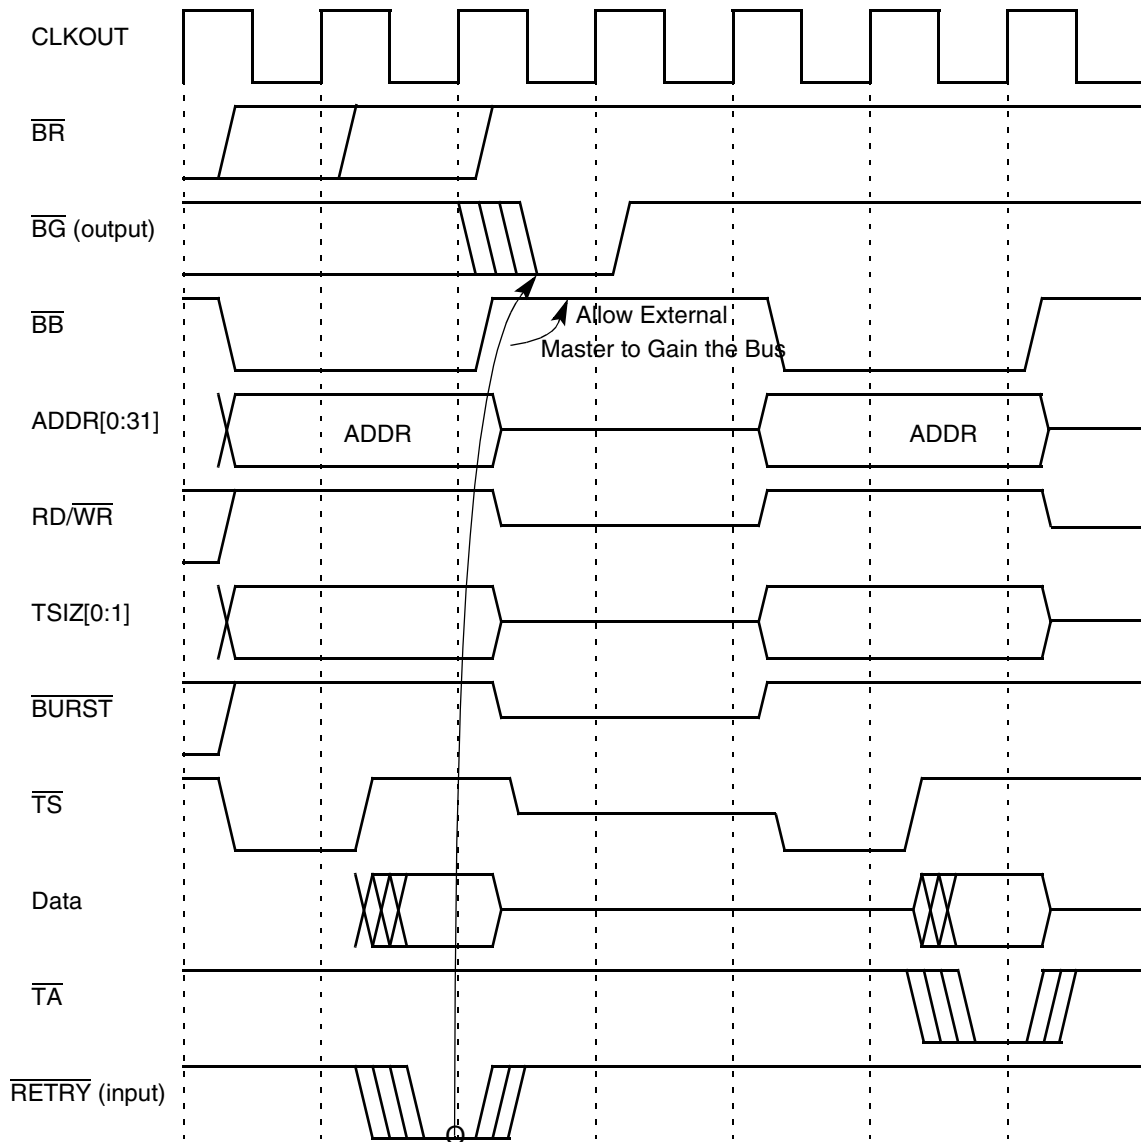 CLKOUT
BR
BG (output)
BB
Allow External
Master to Gain the Bus
ADDR[0:31]
ADDR
ADDR
RD/WR
TSIZ[0:1]
BURST
TS
Data
TA
RETRY (input)